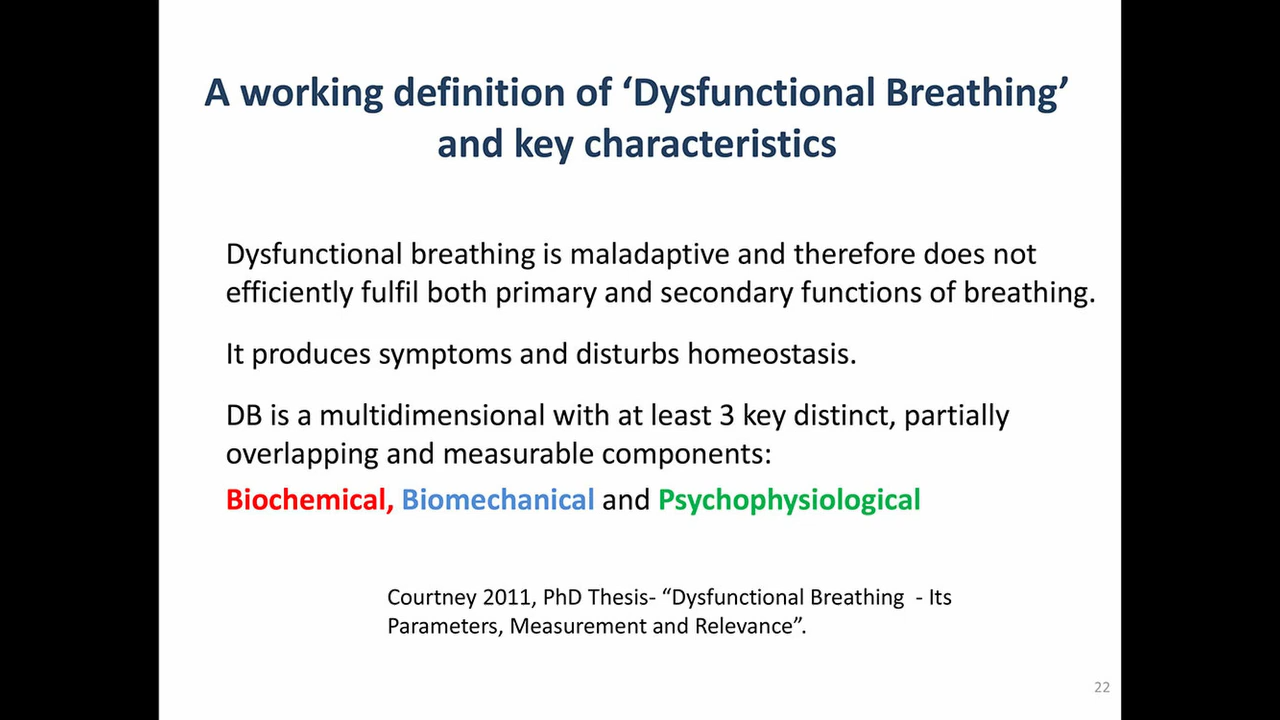 A working definition of ‘Dysfunctional Breathing’
and key characteristics
Dysfunctional breathing is maladaptive and therefore does not
efficiently fulfil both primary and secondary functions of breathing.
It produces symptoms and disturbs homeostasis.
DB is a multidimensional with at least 3 key distinct, partially
overlapping and measurable components:
Biochemical, Biomechanical and Psychophysiological
Courtney 2011, PhD Thesis- “Dysfunctional Breathing  - Its
Parameters, Measurement and Relevance”.
22